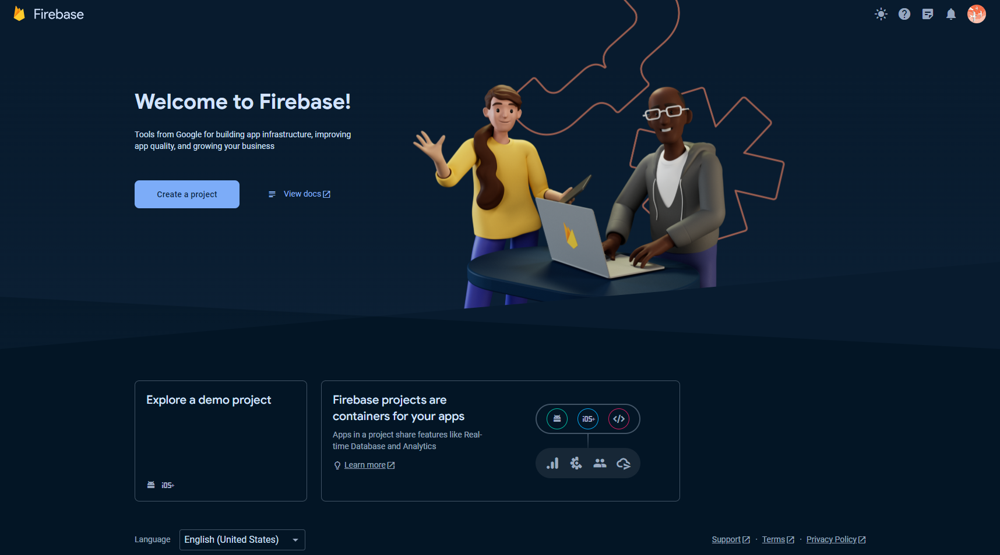 Firebase
Welcome to Firebase!
Tools from Google for building app infrastructure, improving
app quality, and growing your business
Create a project
View docs
Explore a demo project
iOS+
Firebase projects are
containers for your apps
Apps in a project share features like Real-
time Database and Analytics
Learn more
iOS+
Language
English (United States)
Support · Terms · Privacy Policy